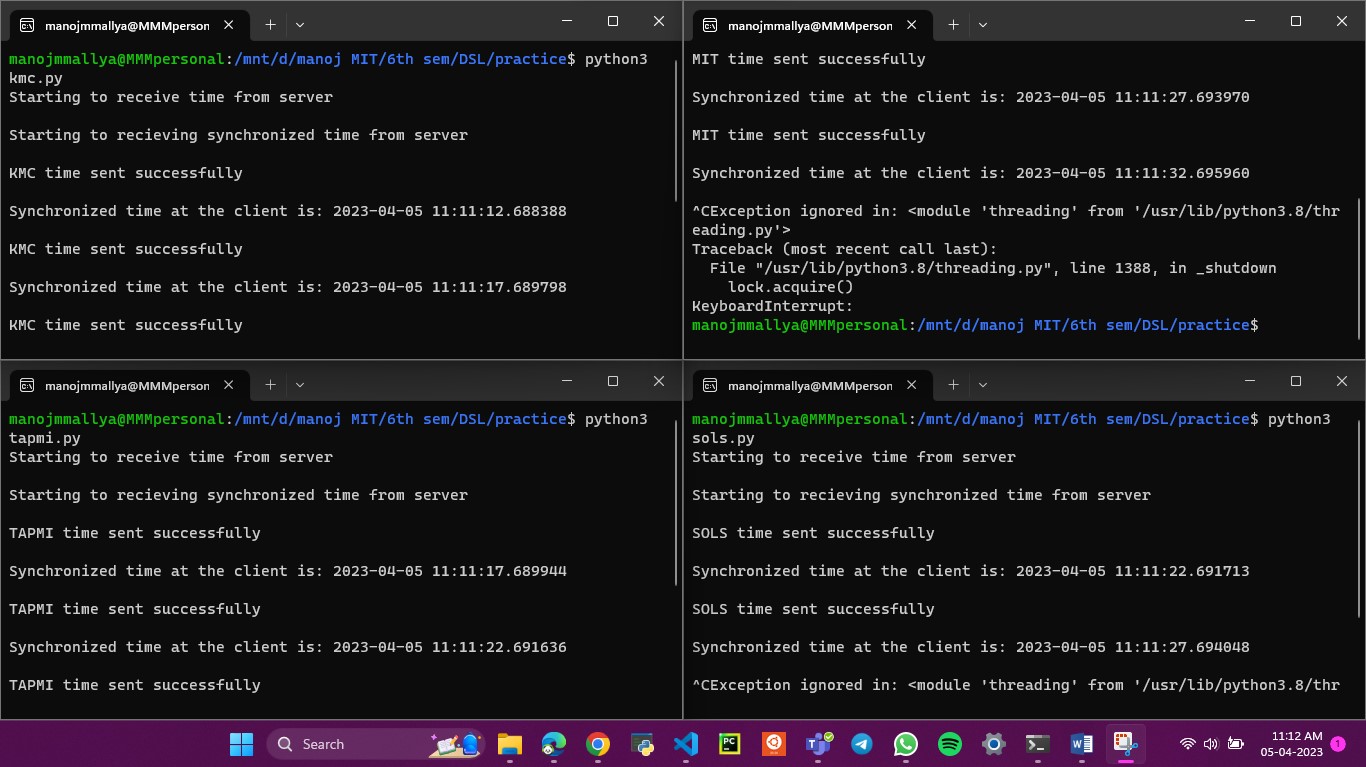 manojmmallya@MMMperson
manojmmallya@MMMpersonal:/mnt/d/manoj MIT/6th sem/DSL/practice$ python3
kmc.py
Starting to receive time from server
Starting to recieving synchronized time from server
KMC time sent successfully
Synchronized time at the client is: 2023-04-05 11:11:12.688388
KMC time sent successfully
Synchronized time at the client is: 2023-04-05 11:11:17.689798
KMC time sent successfully
manojmmallya@MMMperson
MIT time sent successfully
Synchronized time at the client is: 2023-04-05 11:11:27.693970
MIT time sent successfully
Synchronized time at the client is: 2023-04-05 11:11:32.695960
^CException ignored in: <module 'threading' from '/usr/lib/python3.8/thr
eading.py'>
Traceback (most recent call last):
  File "/usr/lib/python3.8/threading.py", line 1388, in _shutdown
    lock.acquire()
KeyboardInterrupt:
manojmmallya@MMMpersonal:/mnt/d/manoj MIT/6th sem/DSL/practice$
manojmmallya@MMMperson
manojmmallya@MMMpersonal:/mnt/d/manoj MIT/6th sem/DSL/practice$ python3
tapmi.py
Starting to receive time from server
Starting to recieving synchronized time from server
TAPMI time sent successfully
Synchronized time at the client is: 2023-04-05 11:11:17.689944
TAPMI time sent successfully
Synchronized time at the client is: 2023-04-05 11:11:22.691636
TAPMI time sent successfully
manojmmallya@MMMperson
manojmmallya@MMMpersonal:/mnt/d/manoj MIT/6th sem/DSL/practice$ python3
sols.py
Starting to receive time from server
Starting to recieving synchronized time from server
SOLS time sent successfully
Synchronized time at the client is: 2023-04-05 11:11:22.691713
SOLS time sent successfully
Synchronized time at the client is: 2023-04-05 11:11:27.694048
^CException ignored in: <module 'threading' from '/usr/lib/python3.8/thr
Search
PC
11:12 AM
05-04-2023
1